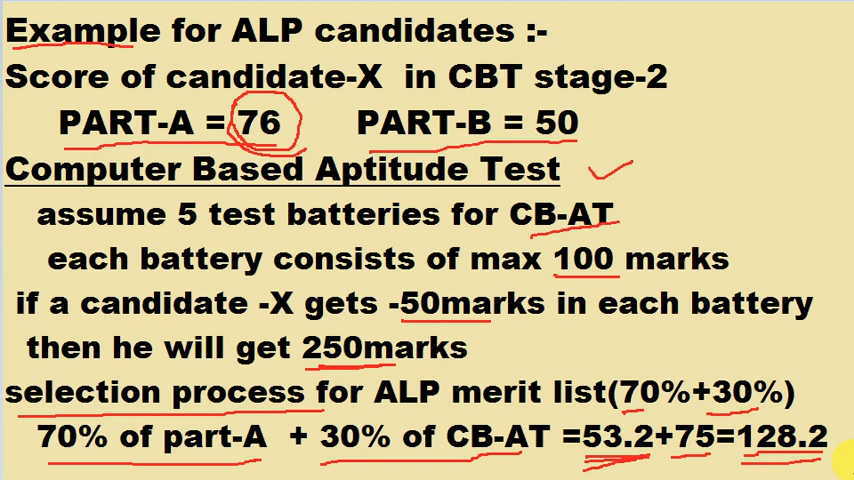 Example for ALP candidates :-
Score of candidate-X in CBT stage-2
PART-A = 76 PART-B = 50
Computer Based Aptitude Test
assume 5 test batteries for CB-AT
each battery consists of max 100 marks
if a candidate -X gets -50marks in each battery
then he will get 250marks
selection process for ALP merit list(70%+30%)
70% of part-A + 30% of CB-AT =53.2+75=128.2